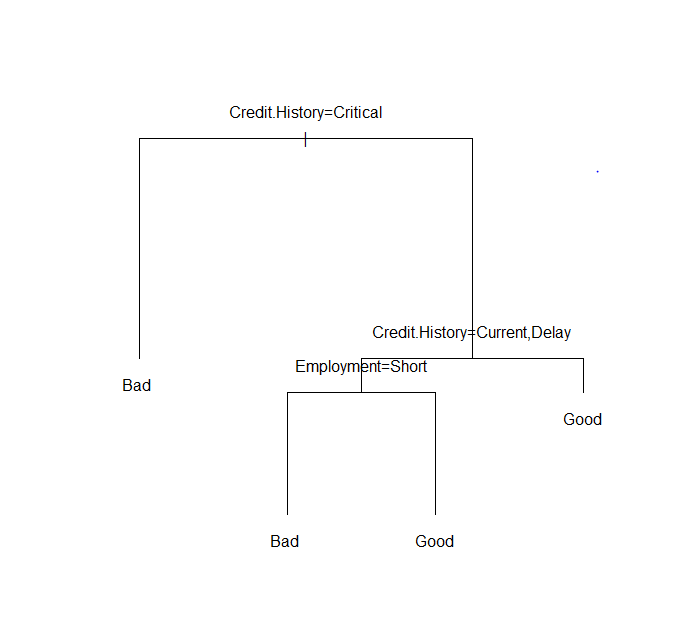 Credit.History=Critical
Credit.History=Current,Delay
Employment=Short
Bad
Good
Bad
Good